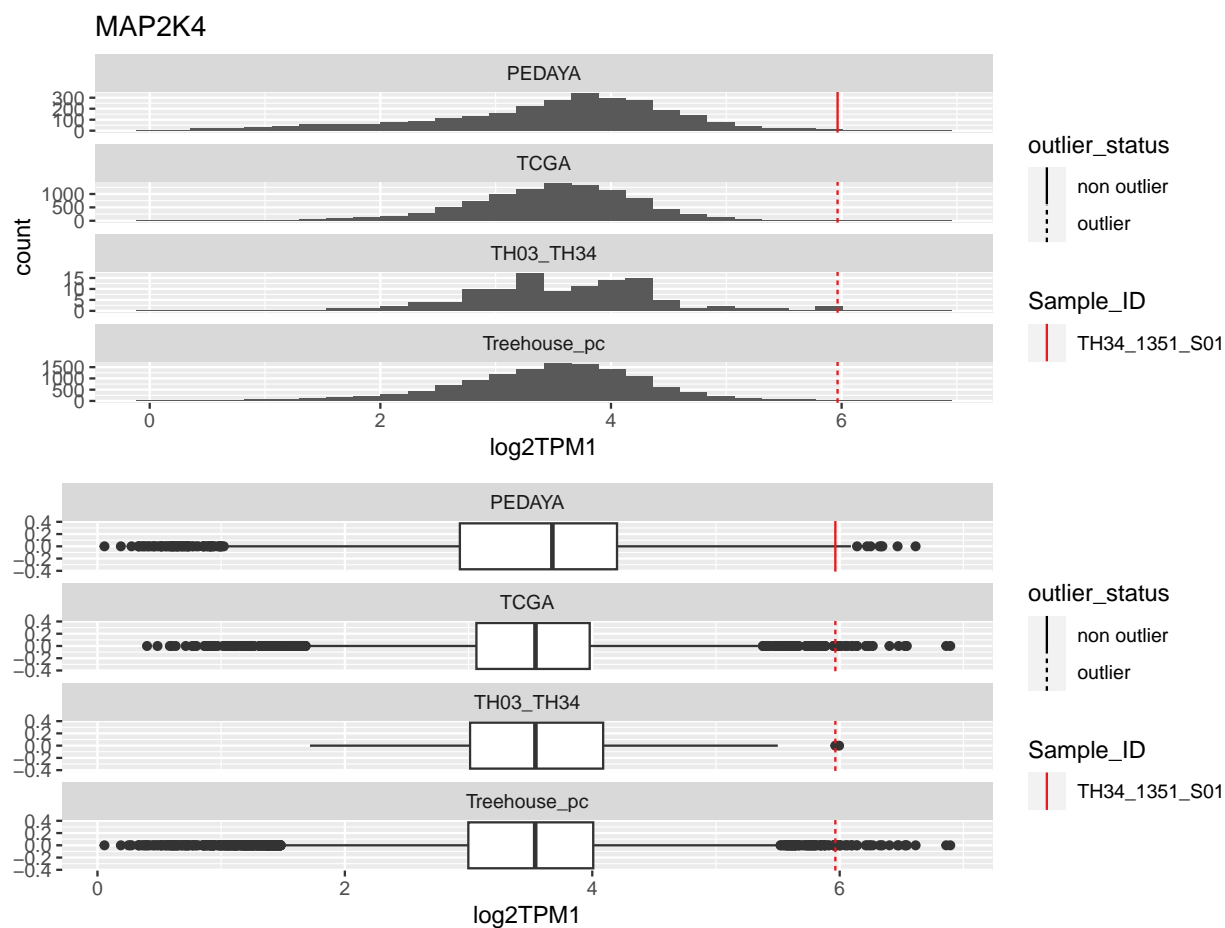 MAP2K4
PEDAYA
300
200
100
0
TCGA
1000
500
0
TH03_TH34
15
10
5
0
Treehouse_pc
1500
1000
500
0
count
0 2 4 6
log2TPM1
outlier_status
non outlier
outlier
Sample_ID
TH34_1351_S01
PEDAYA
0.4
0.2
0.0
−0.2
−0.4
TCGA
0.4
0.2
0.0
−0.2
−0.4
TH03_TH34
0.4
0.2
0.0
−0.2
−0.4
Treehouse_pc
0.4
0.2
0.0
−0.2
−0.4
0 2 4 6
log2TPM1
outlier_status
non outlier
outlier
Sample_ID
TH34_1351_S01